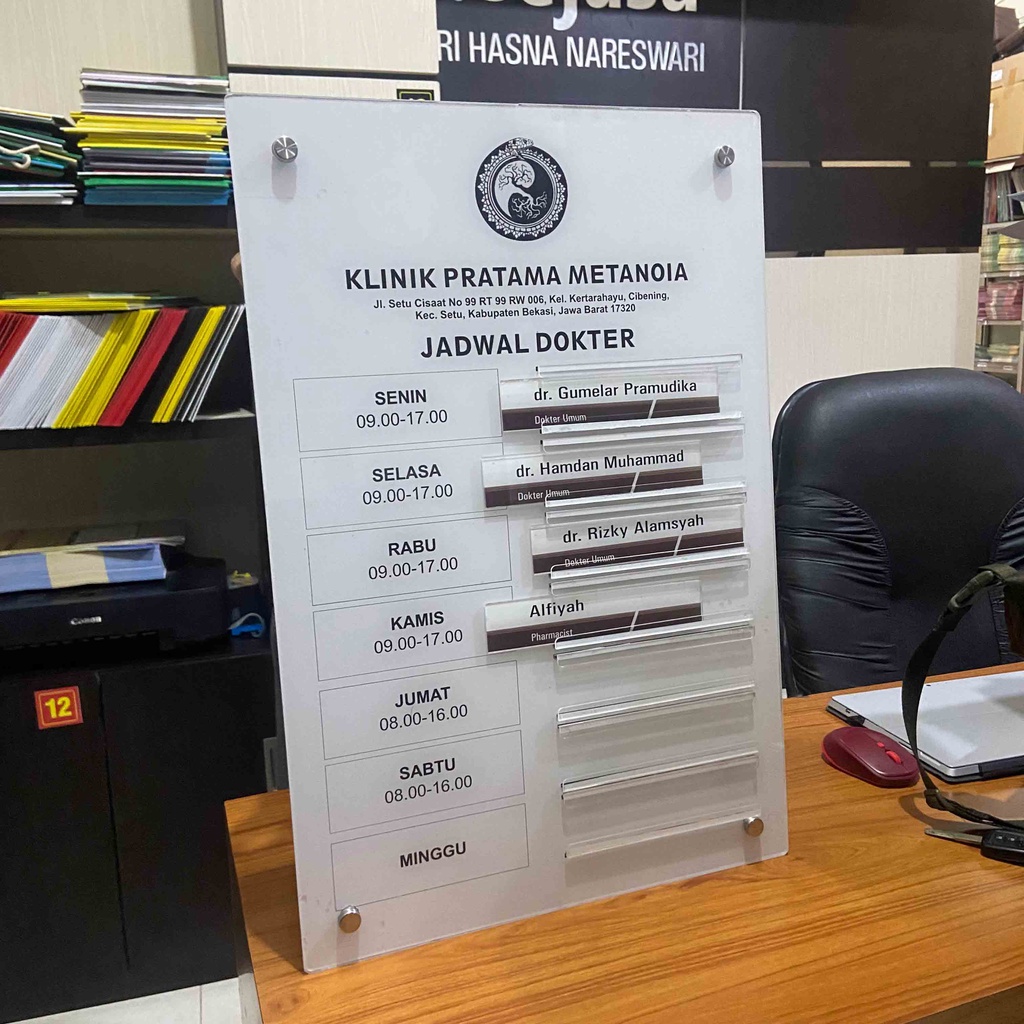 RI HASNA NARESWARI
KLINIK PRATAMA METANOIA
Jl. Setu Cisaat No 99 RT 99 RW 006, Kel. Kertarahayu, Cibening,
Kec. Setu, Kabupaten Bekasi, Jawa Barat 17320
JADWAL DOKTER
SENIN
09.00-17.00
dr. Gumelar Pramudika
Dokter Umum
SELASA
09.00-17.00
dr. Hamdan Muhammad
Dokter Umum
RABU
09.00-17.00
dr. Rizky Alamsyah
Dokter Umum
KAMIS
09.00-17.00
Alfiyah
Pharmacist
JUMAT
08.00-16.00
SABTU
08.00-16.00
MINGGU
Canon
12